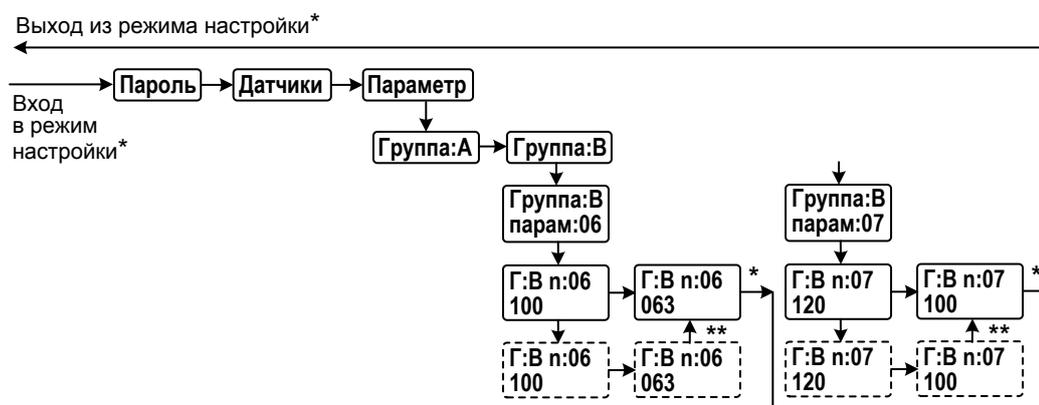 Выход из режима настройки*
Пароль
Датчики
Параметр
Вход
в режим
настройки*
Группа:А
Группа:В
Группа:В
парам:06
Группа:В
парам:07
Г:В n:06
100
Г:В n:06
063
*
Г:В n:07
120
Г:В n:07
100
*
Г:В n:06
100
Г:В n:06
063
**
Г:В n:07
120
Г:В n:07
100
**